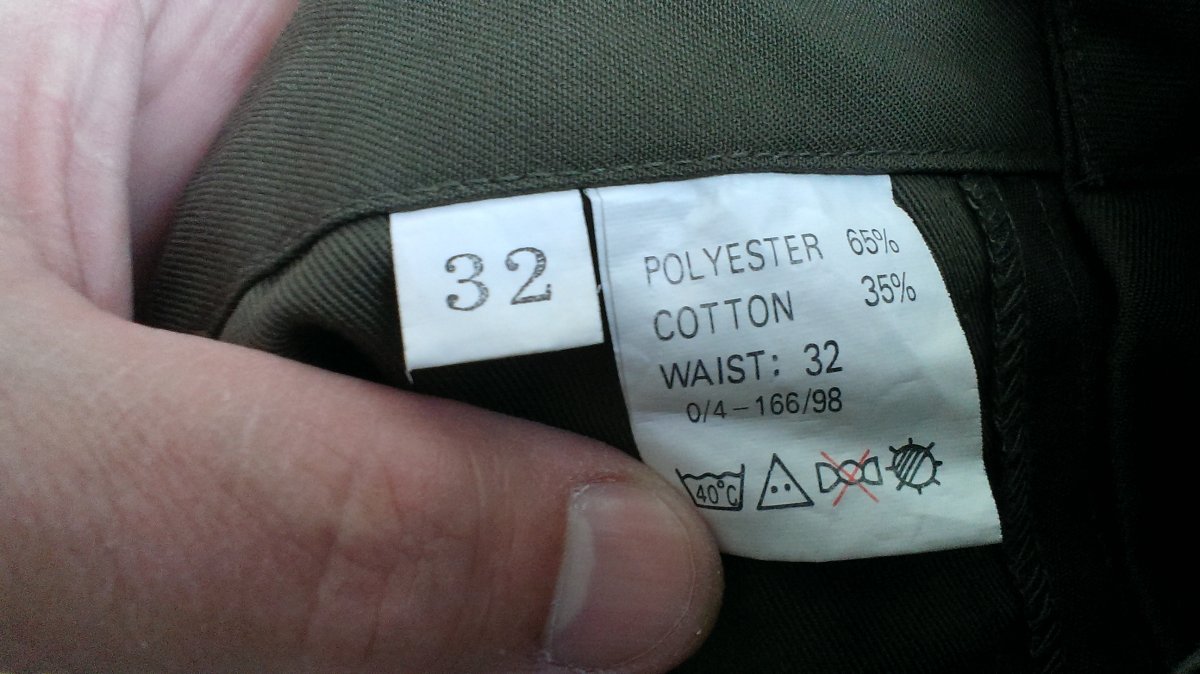 32
POLYESTER 65%
COTTON 35%
WAIST: 32
0/4-166/98
40°C